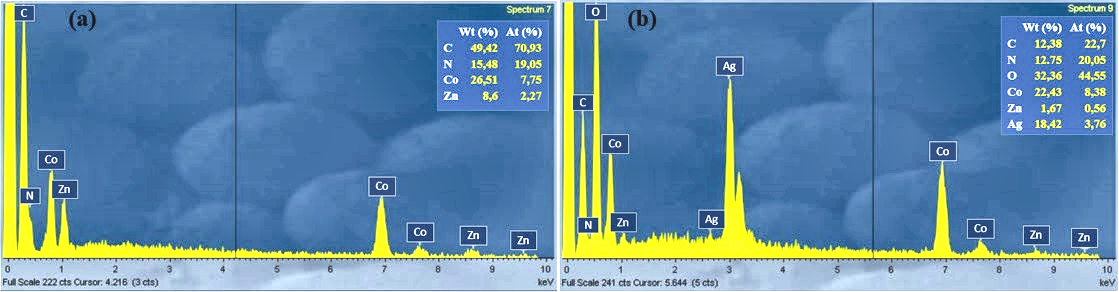 (a)
Spectrum 7
Wt (%) At (%)
C 49,42 70,93
N 15,48 19,05
Co 26,51 7,75
Zn 8,6 2,27
C
N
Co
Zn
Co
Co
Zn
Zn
0 1 2 3 4 5 6 7 8 9 10
Full Scale 222 cts Cursor: 4.216 (3 cts) keV
(b)
Spectrum 9
Wt (%) At (%)
C 12,38 22,7
N 12.75 20,05
O 32,36 44,55
Co 22,43 8,38
Zn 1,67 0,56
Ag 18,42 3,76
O
C
N
Co
Zn
Ag
Ag
Co
Co
Zn
Zn
0 1 2 3 4 5 6 7 8 9 10
Full Scale 241 cts Cursor: 5.644 (5 cts) keV